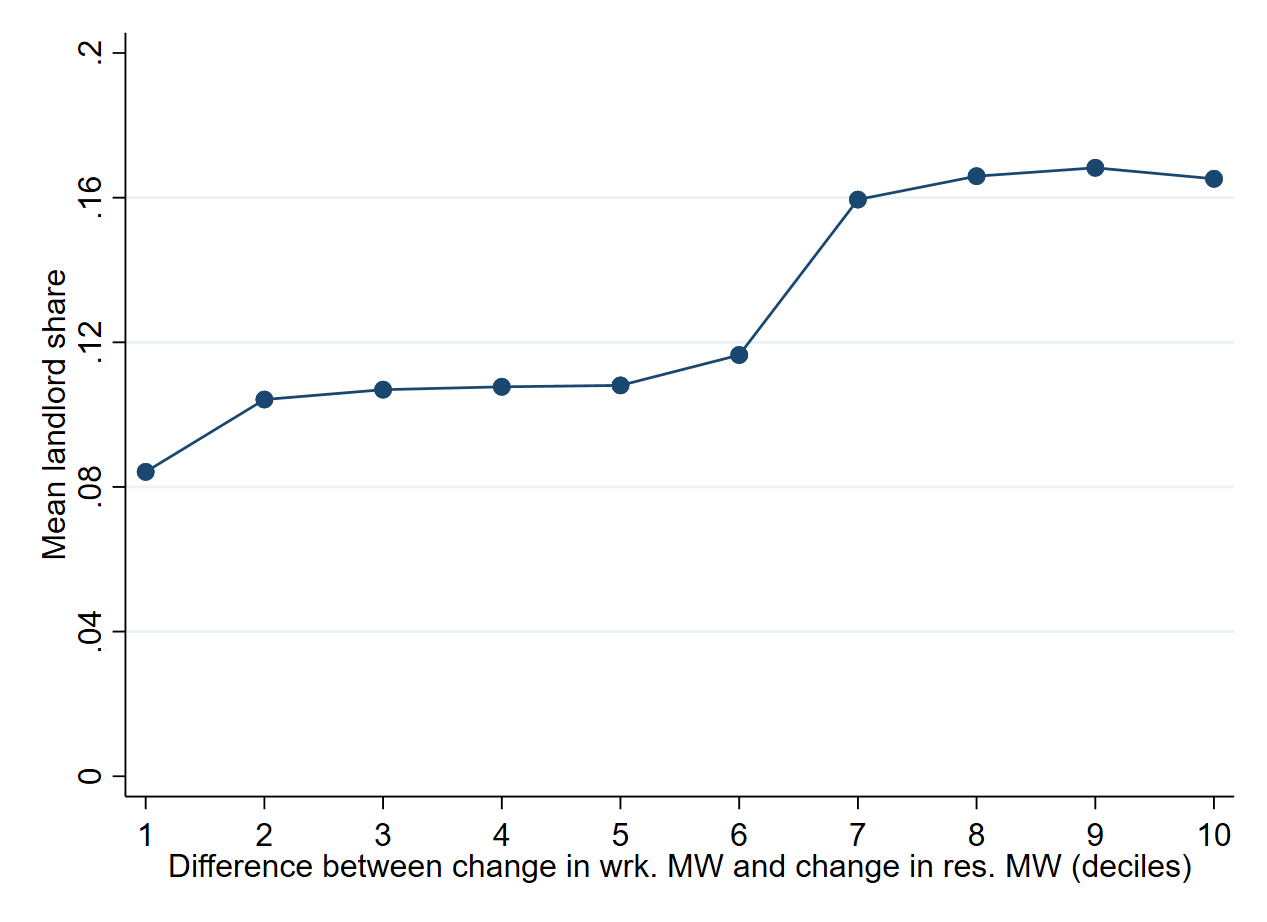 Mean landlord share
.2
.16
.12
.08
.04
0
1 2 3 4 5 6 7 8 9 10
Difference between change in wrk. MW and change in res. MW (deciles)